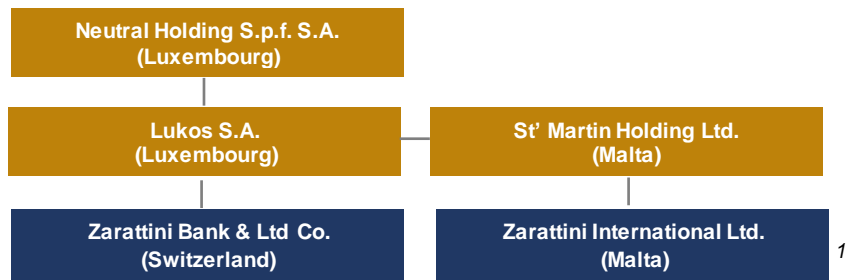 Neutral Holding S.p.f. S.A.
(Luxembourg)
Lukos S.A.
(Luxembourg)
St' Martin Holding Ltd.
(Malta)
Zarattini Bank & Ltd Co.
(Switzerland)
Zarattini International Ltd.
(Malta)
1